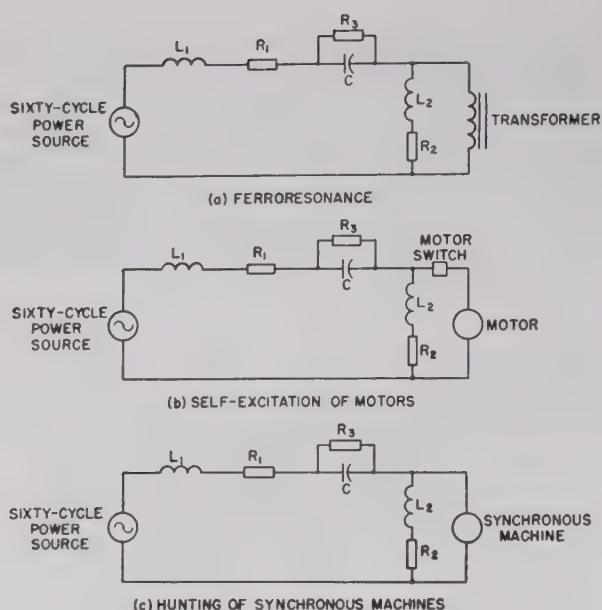 R3
L1
R1
C
SIXTY-CYCLE
POWER
SOURCE
L2
R2
TRANSFORMER
(a) FERRORESONANCE
R3
MOTOR
SWITCH
L1
R1
C
SIXTY-CYCLE
POWER
SOURCE
L2
R2
MOTOR
(b) SELF-EXCITATION OF MOTORS
R3
L1
R1
C
SIXTY-CYCLE
POWER
SOURCE
L2
R2
SYNCHRONOUS
MACHINE
(c) HUNTING OF SYNCHRONOUS MACHINES